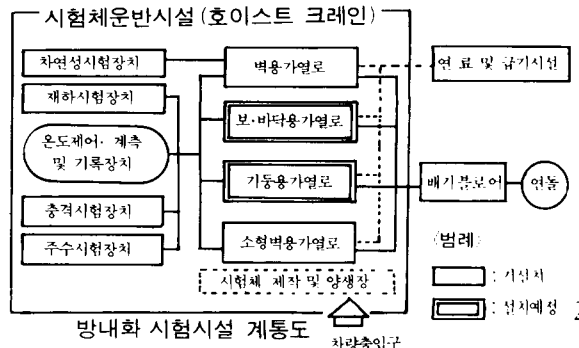 시험체운반시설 (호이스트 크레인)
차연성시험장치
재하시험장치
온도제어·계측
및 기록장치
충격시험장치
주수시험장치
벽용가열로
보·바닥용가열로
기둥용가열로
소형벽용가열로
시험체 제작 및 양생장
연료 및 급기시설
배기블로어
연돌
〈범례〉
: 기설치
: 설치예정
방내화 시험시설 계통도
차량출입구